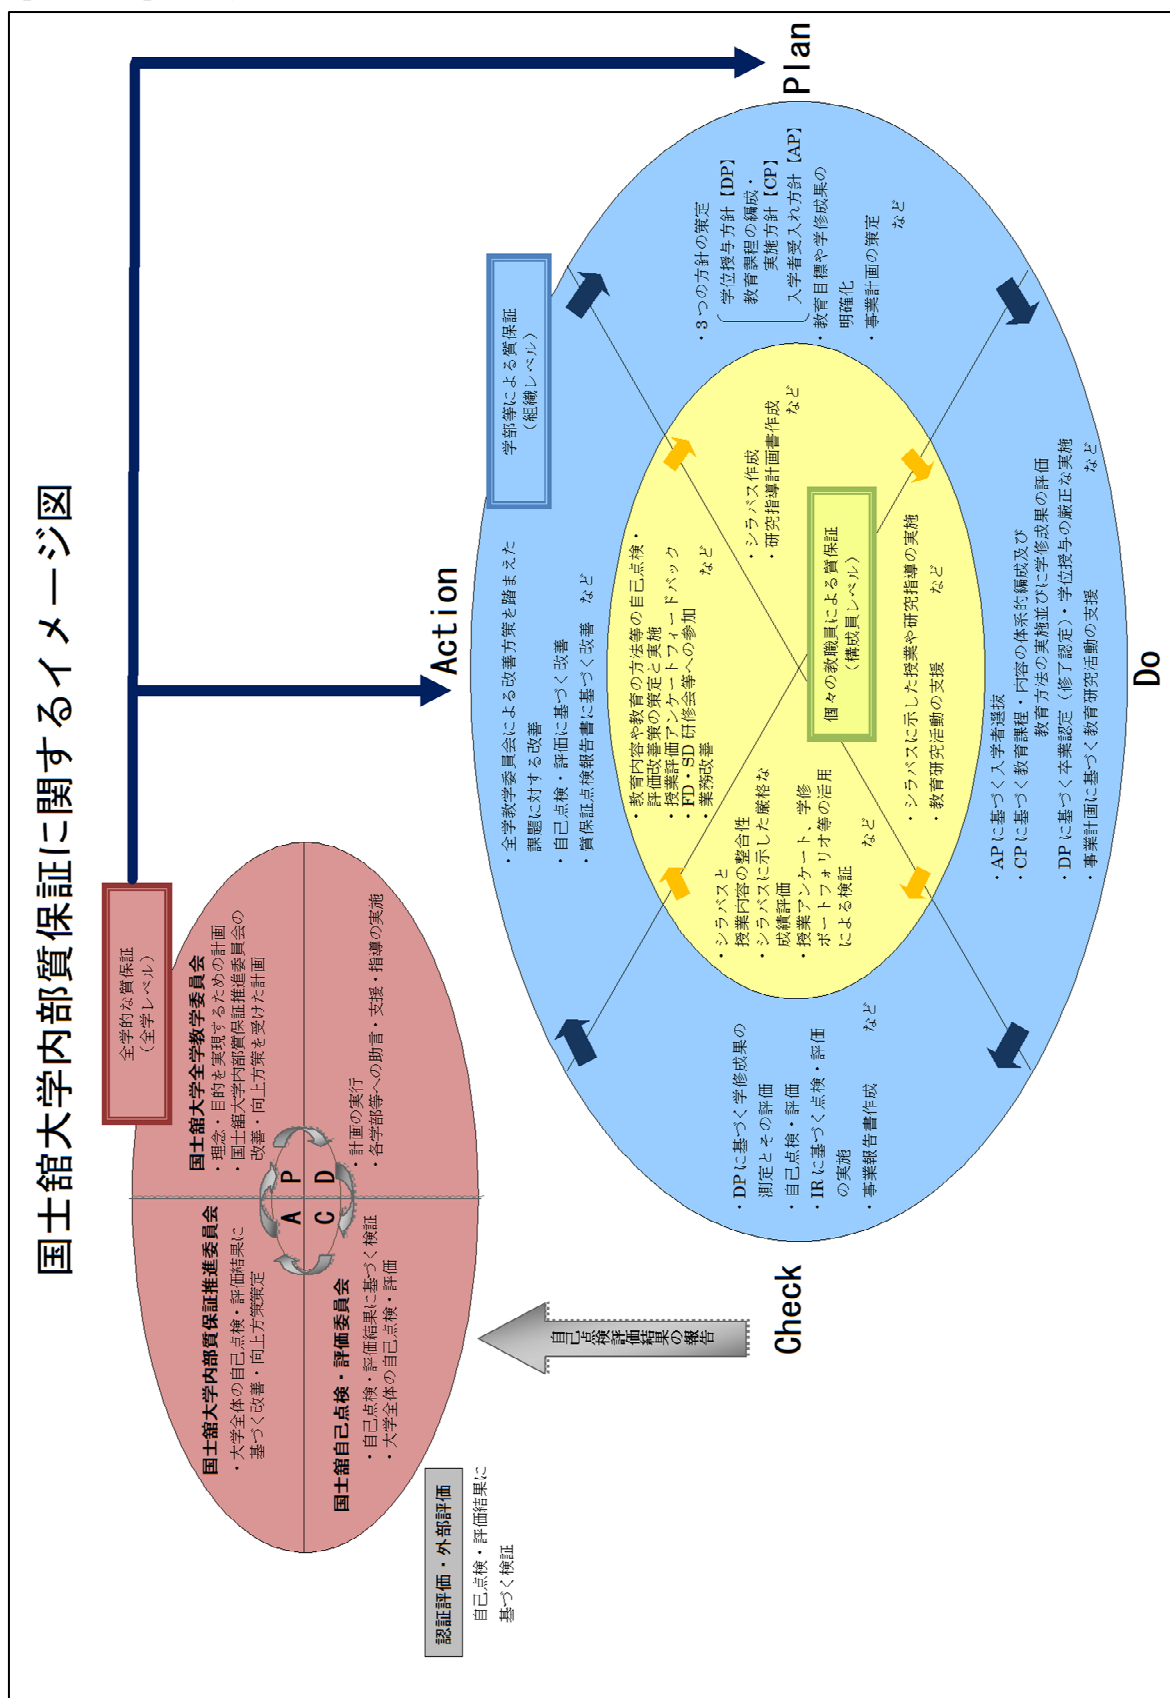 国士舘大学内部質保証に関するイメージ図
全学的な質保証
（全学レベル）
国士舘大学全学教学委員会
・理念・目的を実現するための計画
・国士舘大学内部質保証推進委員会の
改善・向上方策を受けた計画
・計画の実行
・各学部等への助言・支援・指導の実施
国士舘大学内部質保証推進委員会
・大学全体の自己点検・評価結果に
基づく改善・向上方策策定
国士舘自己点検・評価委員会
・自己点検・評価結果に基づく検証
・大学全体の自己点検・評価
A
P
C
D
認証評価・外部評価
自己点検・評価結果に
基づく検証
自己点検評価結果の報告
Action
Plan
Check
Do
学部等による質保証
（組織レベル）
・全学教学委員会による改善方策を踏まえた
課題に対する改善
・自己点検・評価に基づく改善
・質保証点検報告書に基づく改善　など
・3つの方針の策定
学位授与方針【DP】
教育課程の編成・
実施方針【CP】
入学者受入れ方針【AP】
・教育目標や学修成果の
明確化
・事業計画の策定
など
・DPに基づく学修成果の
測定とその評価
・自己点検・評価
・IRに基づく点検・評価
の実施
・事業報告書作成　など
・APに基づく入学者選抜
・CPに基づく教育課程・内容の体系的編成及び
教育方法の実施並びに学修成果の評価
・DPに基づく卒業認定（修了認定）・学位授与の厳正な実施
・事業計画に基づく教育研究活動の支援　など
個々の教職員による質保証
（構成員レベル）
・教育内容や教育の方法等の自己点検・
評価改善策の策定と実施
・授業評価アンケートフィードバック
・FD・SD研修会等への参加
・業務改善　など
・シラバス作成
・研究指導計画書作成
など
・シラバスと
授業内容の整合性
・シラバスに示した厳格な
成績評価
・授業アンケート、学修
ポートフォリオ等の活用
による検証　など
・シラバスに示した授業や研究指導の実施
・教育研究活動の支援　など